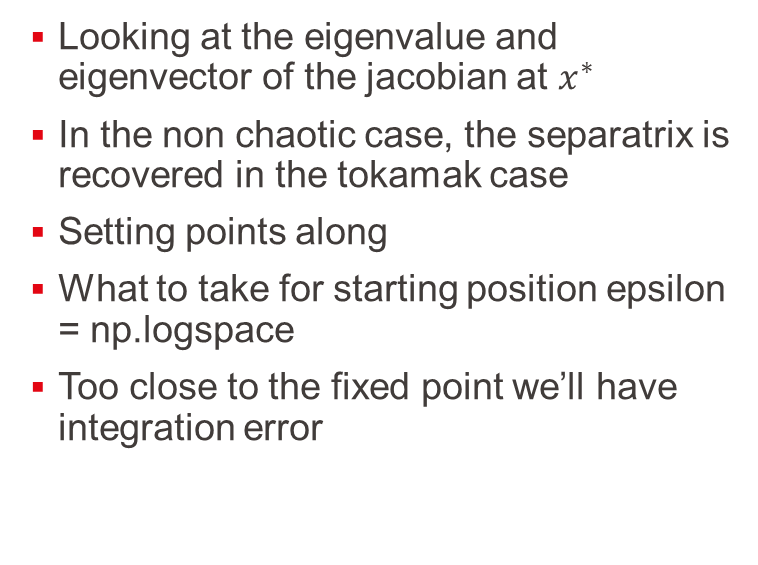 ▪ Looking at the eigenvalue and
eigenvector of the jacobian at x*
▪ In the non chaotic case, the separatrix is
recovered in the tokamak case
▪ Setting points along
▪ What to take for starting position epsilon
= np.logspace
▪ Too close to the fixed point we’ll have
integration error